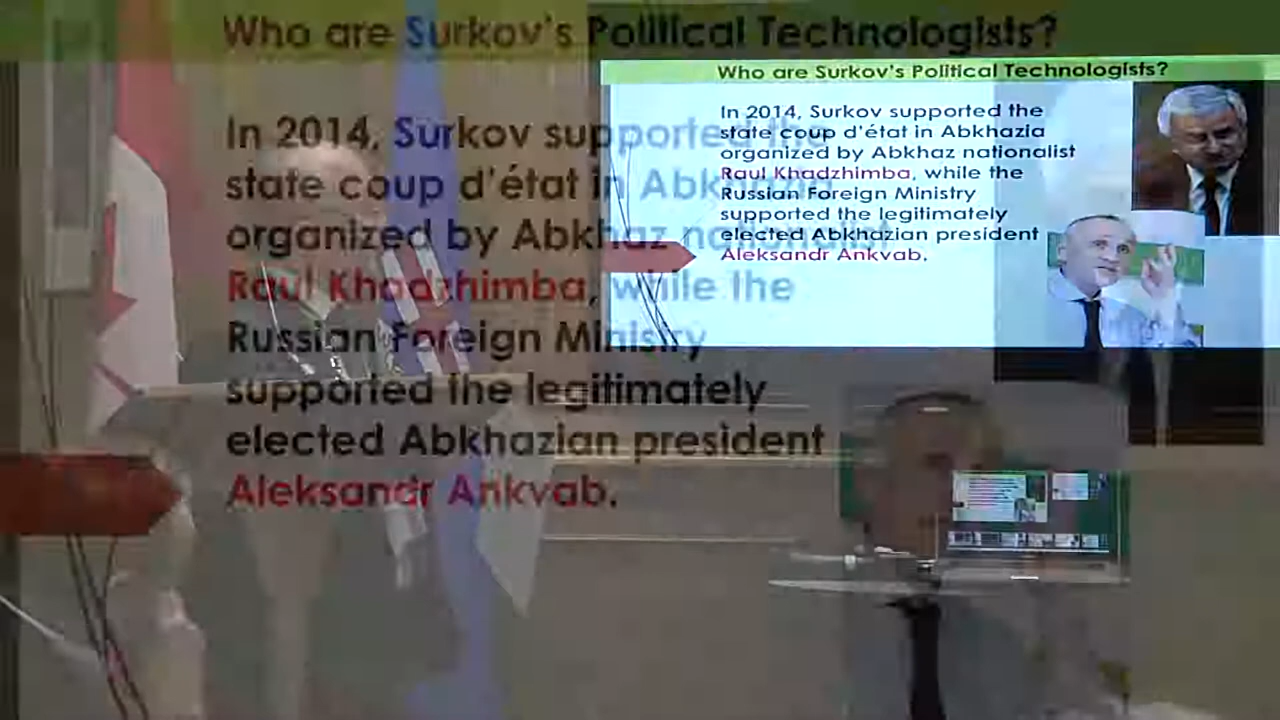 Who are Surkov's Political Technologists?
In 2014, Surkov supported the
state coup d'état in Abkhazia
organized by Abkhaz nationalist
Raul Khadzhimba, while the
Russian Foreign Ministry
supported the legitimately
elected Abkhazian president
Aleksandr Ankvab.
Who are Surkov's Political Technologists?
In 2014, Surkov supported the
state coup d'état in Abkhazia
organized by Abkhaz nationalist
Raul Khadzhimba, while the
Russian Foreign Ministry
supported the legitimately
elected Abkhazian president
Aleksandr Ankvab.